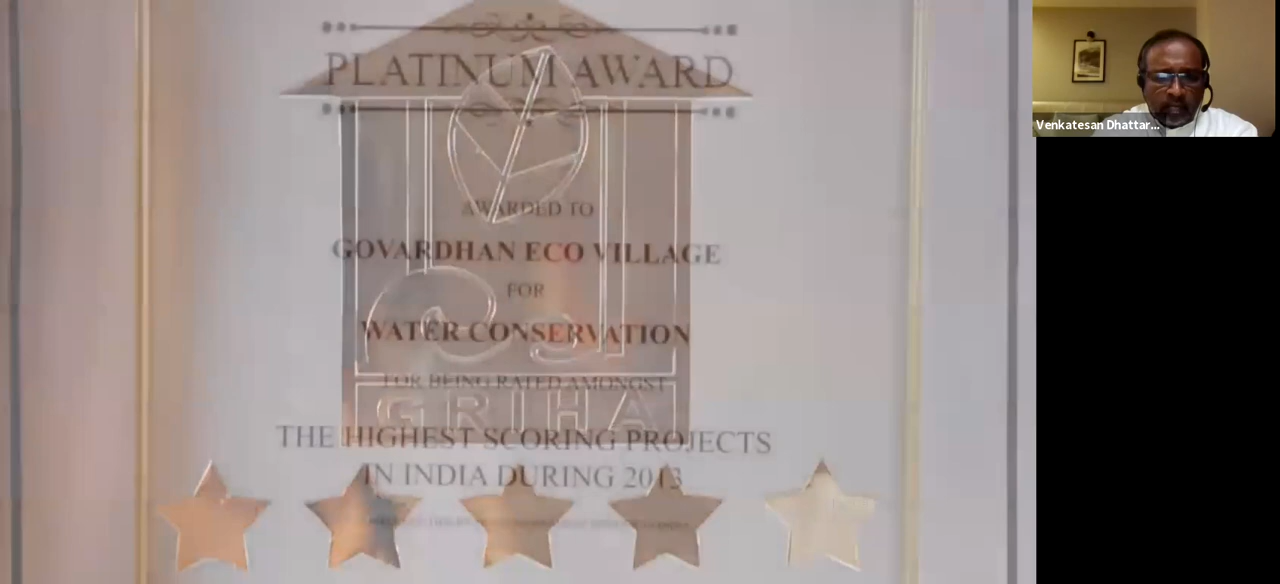 PLATINUM AWARD
AWARDED TO
GOVARDHAN ECO VILLAGE
FOR
WATER CONSERVATION
FOR BEING RATED AMONGST
GRIHA
THE HIGHEST SCORING PROJECTS
IN INDIA DURING 2013
Venkatesan Dhattar...